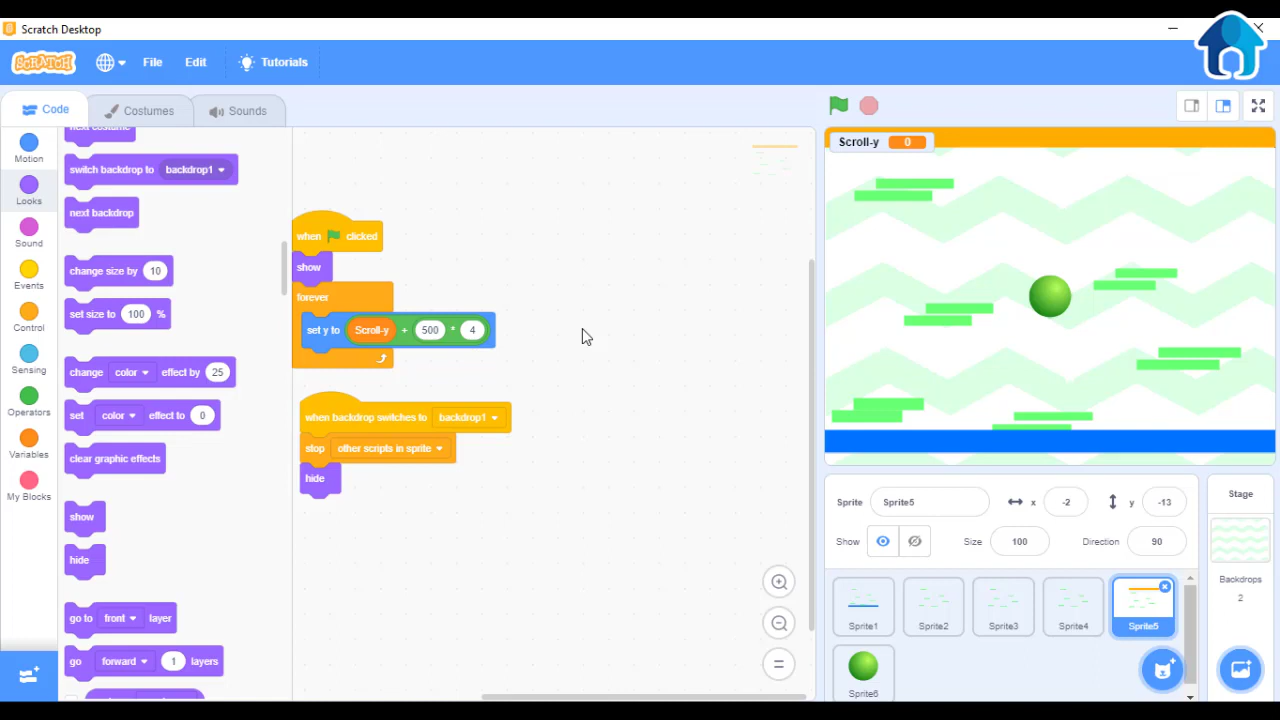 Scratch Desktop
SCRATCH File Edit Tutorials
Code Costumes Sounds
Motion
Looks
Sound
Events
Control
Sensing
Operators
Variables
My Blocks
next costume
switch backdrop to backdrop1
next backdrop
change size by 10
set size to 100 %
change color effect by 25
set color effect to 0
clear graphic effects
show
hide
go to front layer
go forward 1 layers
when clicked
show
forever
set y to Scroll-y + 500 * 4
when backdrop switches to backdrop1
stop other scripts in sprite
hide
Scroll-y 0
Sprite Sprite5 x -2 y -13
Show Size 100 Direction 90
Sprite1 Sprite2 Sprite3 Sprite4 Sprite5
Sprite6
Stage
Backdrops
2